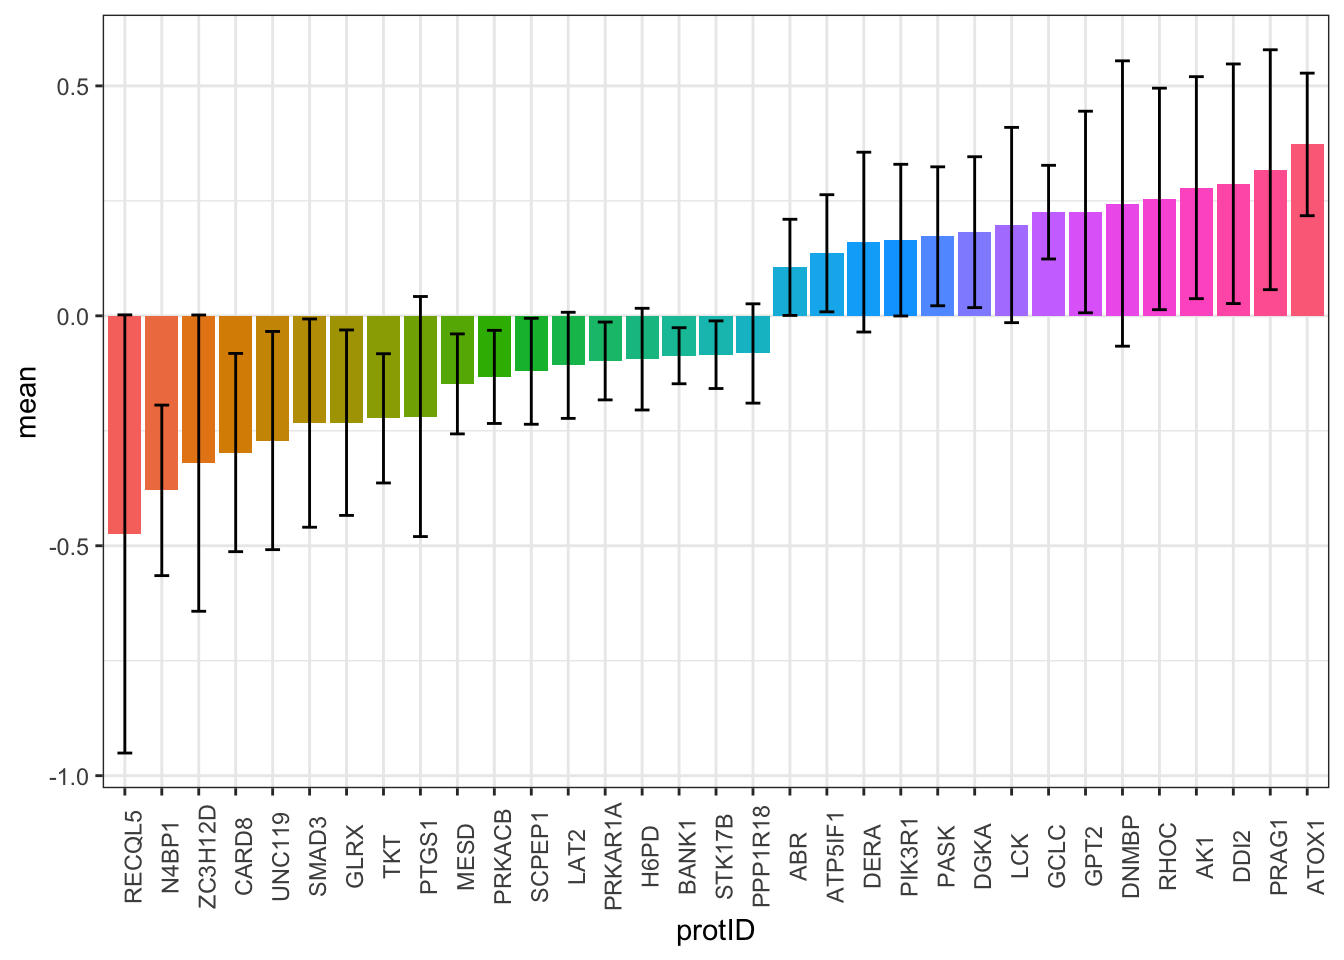 mean
0.5
0.0
-0.5
-1.0
RECQL5
N4BP1
ZC3H12D
CARD8
UNC119
SMAD3
GLRX
TKT
PTGS1
MESD
PRKACB
SCPEP1
LAT2
PRKAR1A
H6PD
BANK1
STK17B
PPP1R18
ABR
ATP5IF1
DERA
PIK3R1
PASK
DGKA
LCK
GCLC
GPT2
DNMBP
RHOC
AK1
DDI2
PRAG1
ATOX1
protID